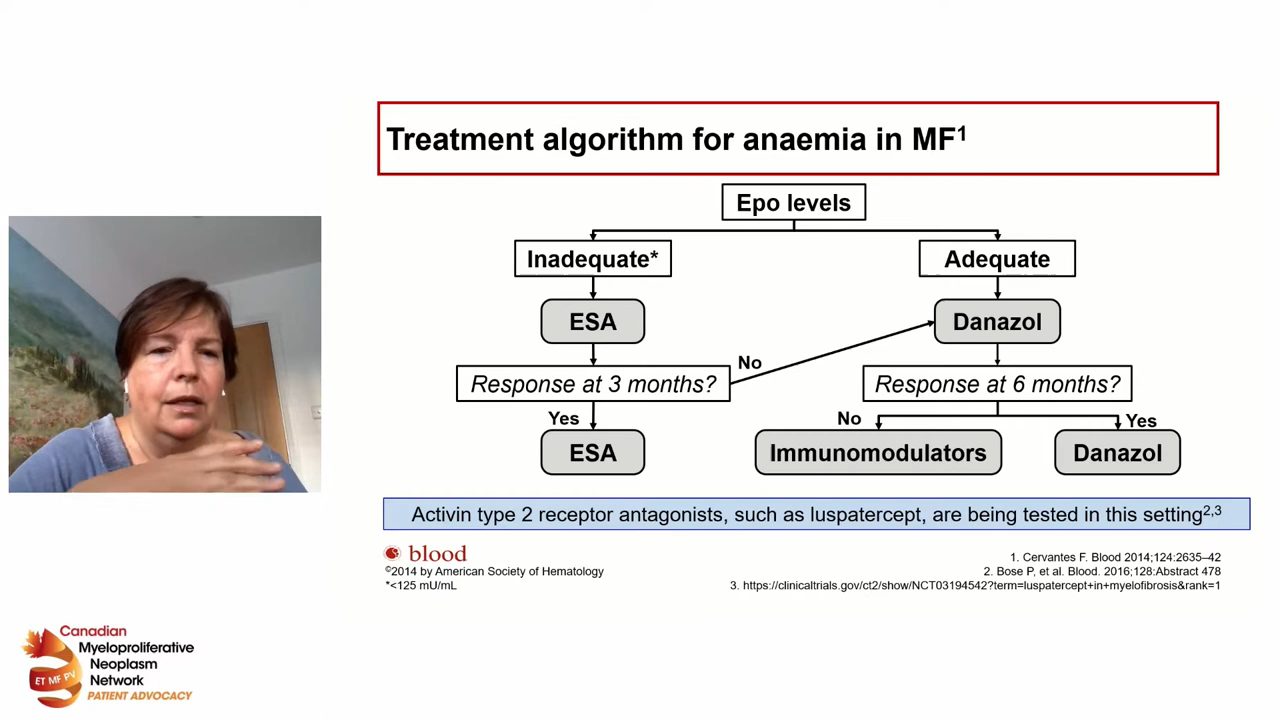 Treatment algorithm for anaemia in MF¹
Epo levels
Inadequate*
Adequate
ESA
Danazol
No
Response at 3 months?
Response at 6 months?
Yes
No
Yes
ESA
Immunomodulators
Danazol
Activin type 2 receptor antagonists, such as luspatercept, are being tested in this setting²,³
blood
©2014 by American Society of Hematology
*<125 mU/mL
1. Cervantes F. Blood 2014;124:2635–42
2. Bose P, et al. Blood. 2016;128:Abstract 478
3. https://clinicaltrials.gov/ct2/show/NCT03194542?term=luspatercept+in+myelofibrosis&rank=1
Canadian
Myeloproliferative
Neoplasm
Network
PATIENT ADVOCACY
ET MF PV